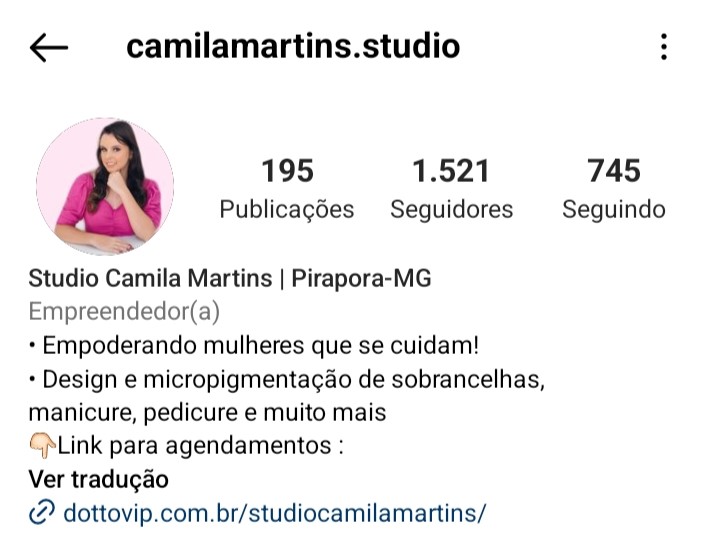 camilamartins.studio
195 1.521 745
Publicações Seguidores Seguindo
Studio Camila Martins | Pirapora-MG
Empreendedor(a)
• Empoderando mulheres que se cuidam!
• Design e micropigmentação de sobrancelhas,
manicure, pedicure e muito mais
👇🏻Link para agendamentos :
Ver tradução
dottovip.com.br/studiocamilamartins/